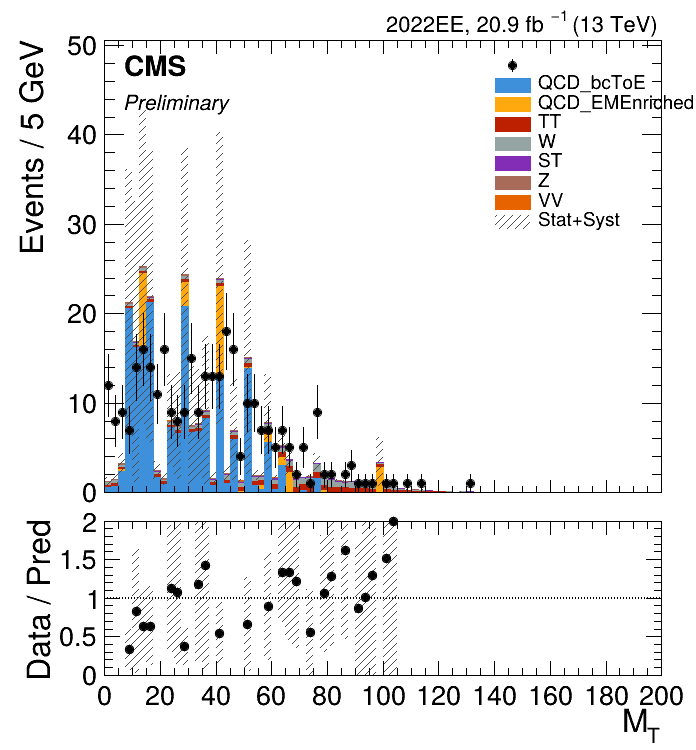 2022EE, 20.9 fb ⁻¹ (13 TeV)
Events / 5 GeV
50
40
30
20
10
0
CMS
Preliminary
QCD_bcToE
QCD_EMEnriched
TT
W
ST
Z
VV
Stat+Syst
Data / Pred
2
1.5
1
0.5
0
0 20 40 60 80 100 120 140 160 180 200
M_T